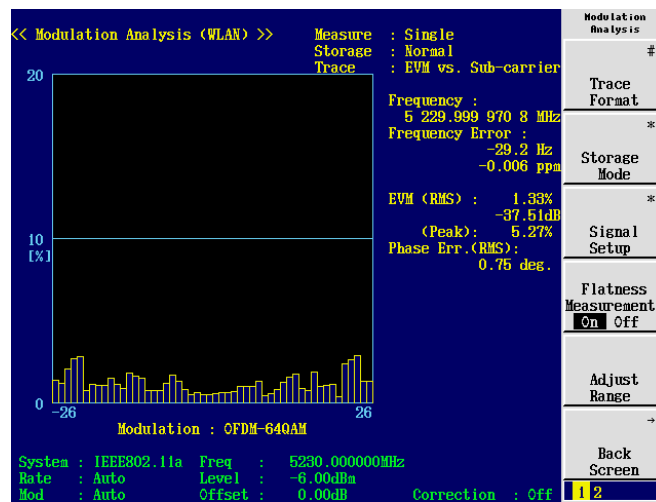 << Modulation Analysis (WLAN) >>
Measure : Single
Storage : Normal
Trace : EVM vs. Sub-carrier
20
10
[%]
0
-26
26
Modulation : OFDM-64QAM
Frequency :
5 229.999 970 8 MHz
Frequency Error :
-29.2 Hz
-0.006 ppm
EVM (RMS) : 1.33%
-37.51dB
(Peak): 5.27%
Phase Err.(RMS):
0.75 deg.
System : IEEE802.11a Freq : 5230.000000MHz
Rate : Auto Level : -6.00dBm
Mod : Auto Offset : 0.00dB Correction : Off
Modulation
Analysis
#
Trace
Format
*
Storage
Mode
*
Signal
Setup
Flatness
Measurement
On Off
Adjust
Range
→
Back
Screen
1 2